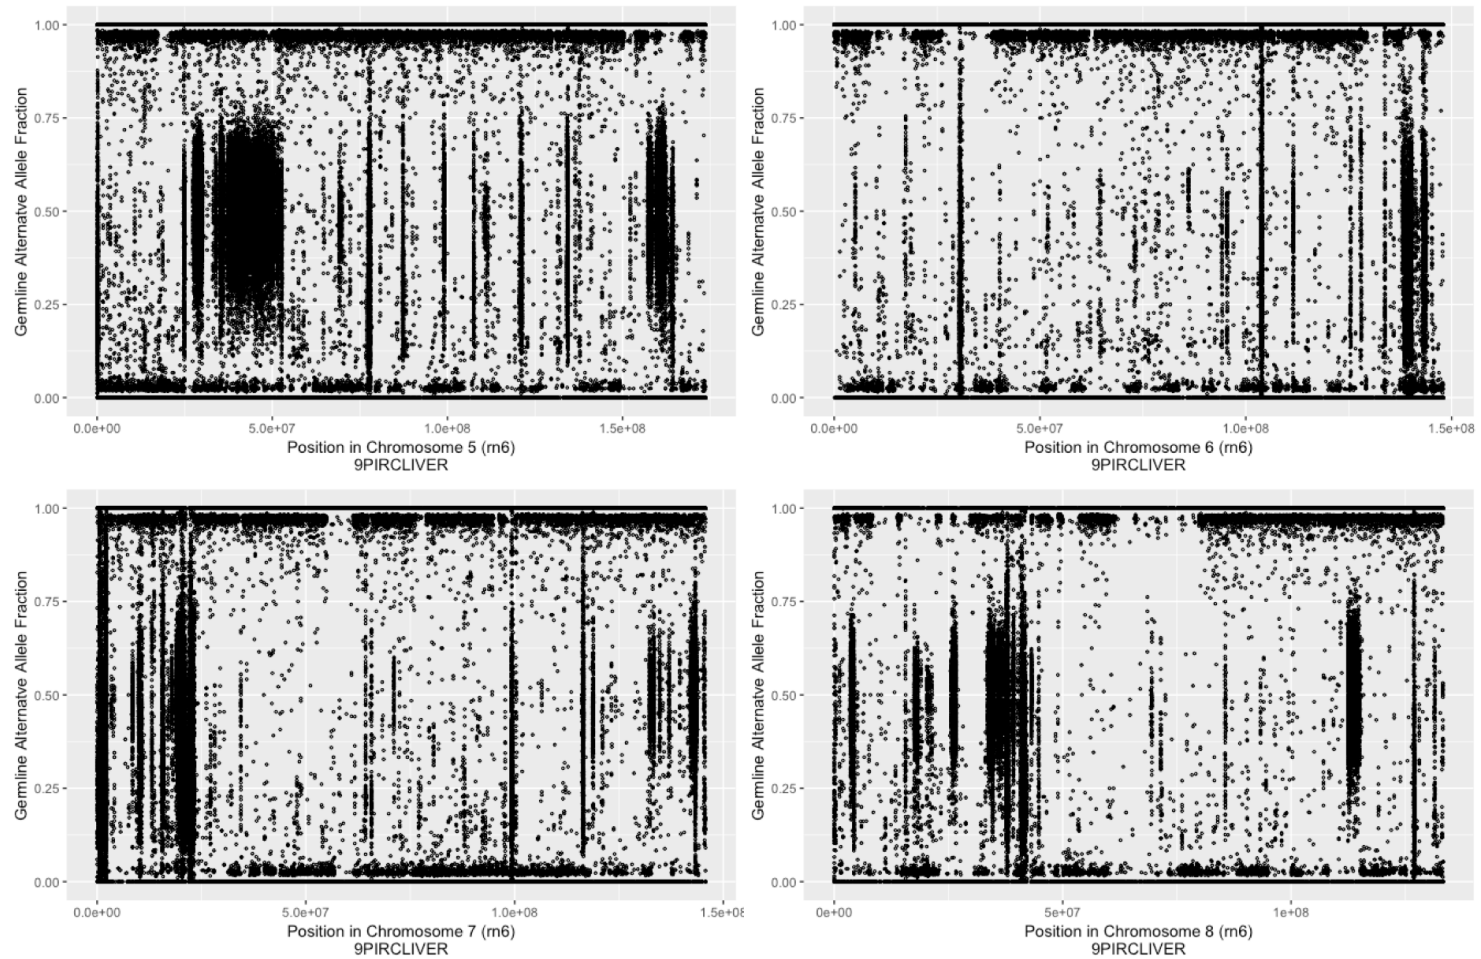 1.00
0.75
0.50
0.25
0.00
Germline Alternatve Allele Fraction
0.0e+00 5.0e+07 1.0e+08 1.5e+08
Position in Chromosome 5 (rn6)
9PIRCLIVER
1.00
0.75
0.50
0.25
0.00
Germline Alternatve Allele Fraction
0.0e+00 5.0e+07 1.0e+08 1.5e+08
Position in Chromosome 6 (rn6)
9PIRCLIVER
1.00
0.75
0.50
0.25
0.00
Germline Alternatve Allele Fraction
0.0e+00 5.0e+07 1.0e+08 1.5e+08
Position in Chromosome 7 (rn6)
9PIRCLIVER
1.00
0.75
0.50
0.25
0.00
Germline Alternatve Allele Fraction
0e+00 5e+07 1e+08
Position in Chromosome 8 (rn6)
9PIRCLIVER